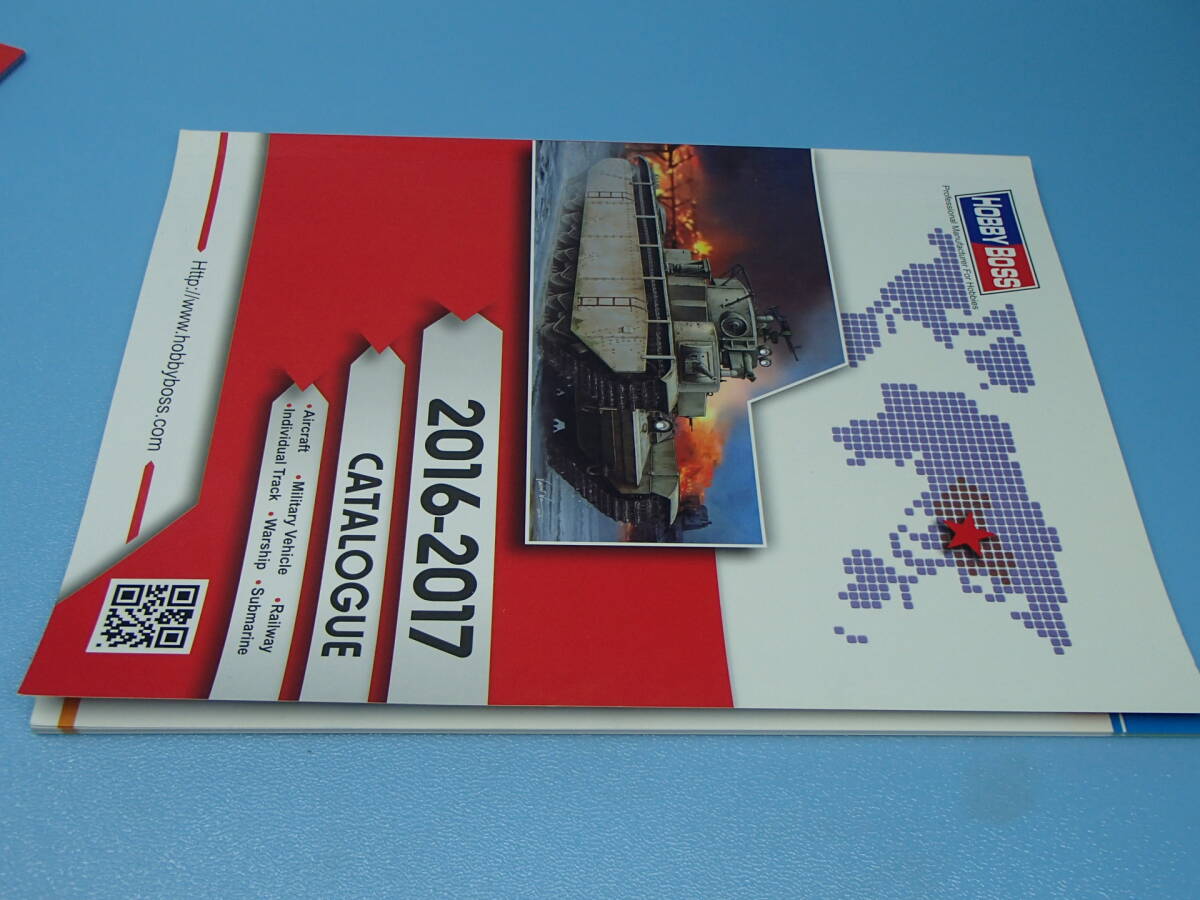 HOBBY BOSS
Professional Manufacturer For Hobbies
2016-2017
CATALOGUE
•Aircraft •Military Vehicle •Railway
•Individual Track •Warship •Submarine
Http://www.hobbyboss.com